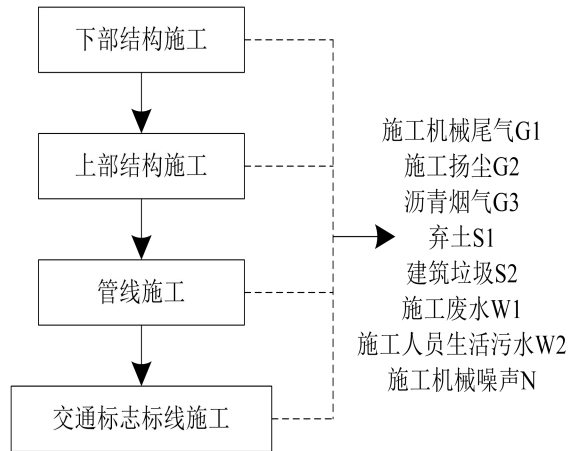 下部结构施工
上部结构施工
管线施工
交通标志标线施工
施工机械尾气G1
施工扬尘G2
沥青烟气G3
弃土S1
建筑垃圾S2
施工废水W1
施工人员生活污水W2
施工机械噪声N